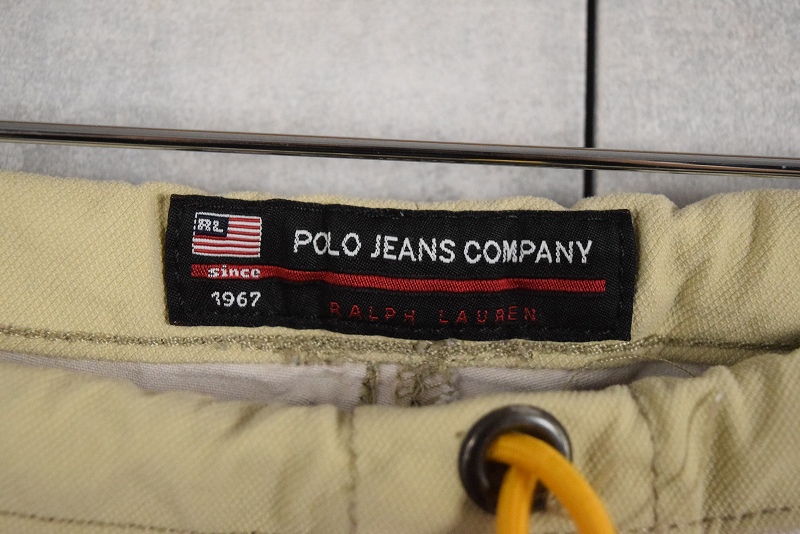 RL
POLO JEANS COMPANY
since
1967
RALPH LAUREN